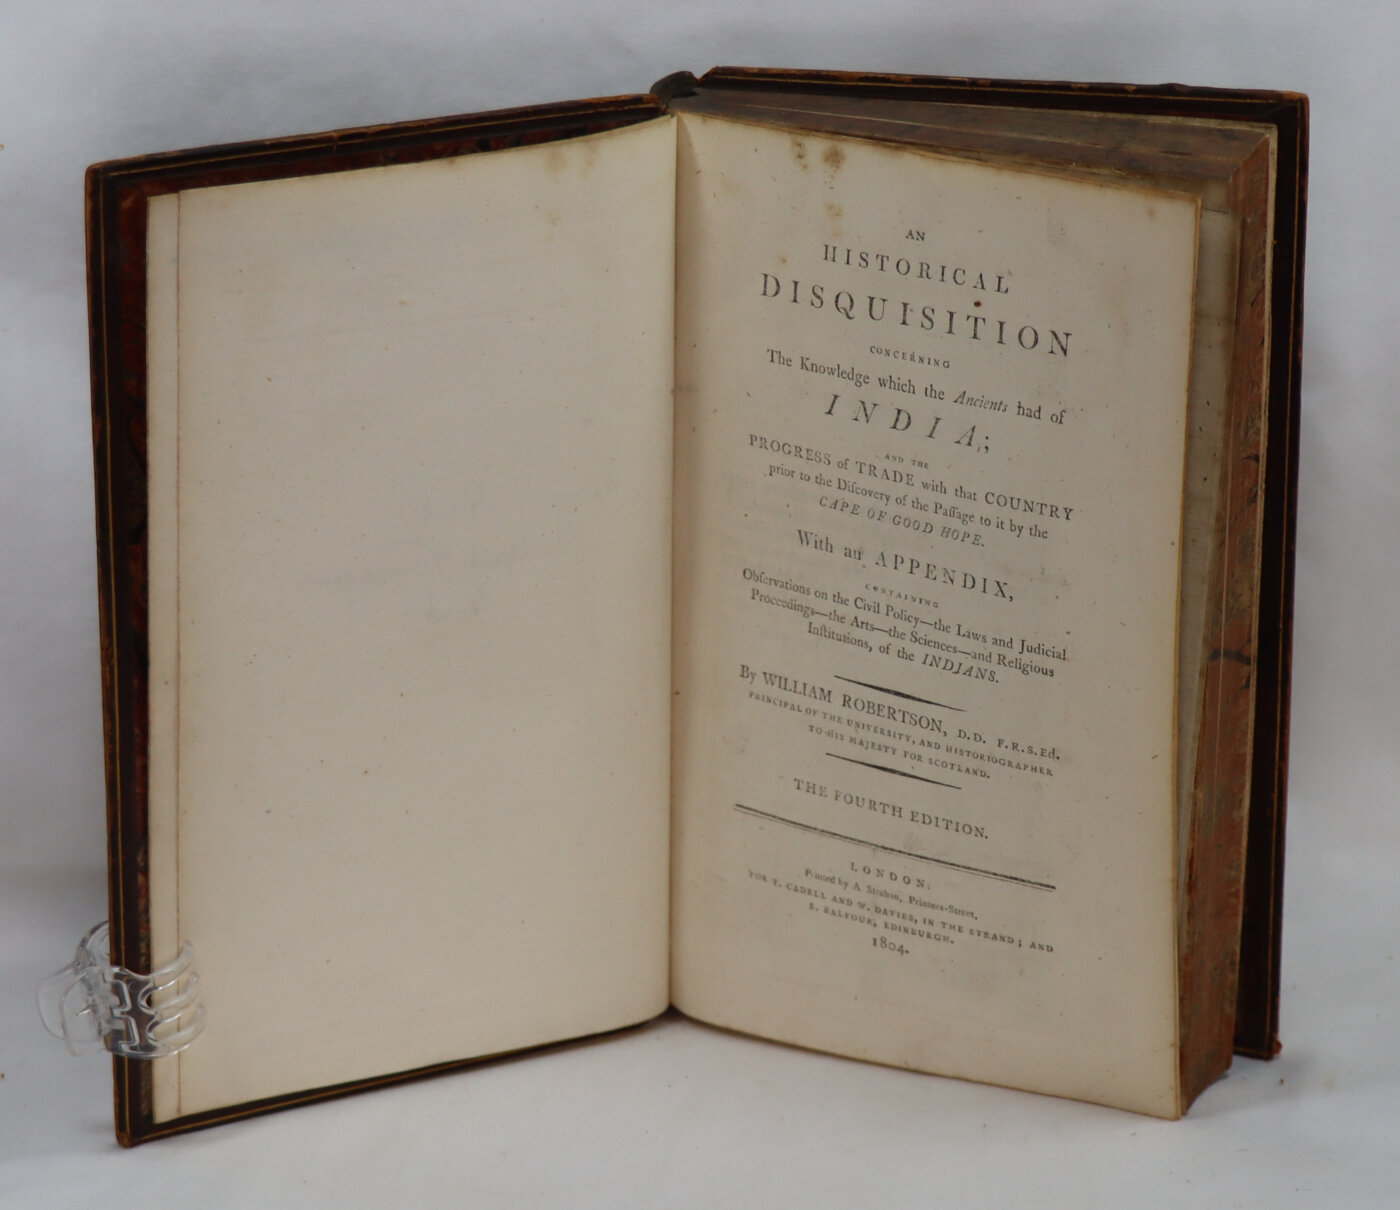 AN
HISTORICAL
DISQUISITION
CONCERNING
The Knowledge which the Ancients had of
INDIA;
AND THE
PROGRESS of TRADE with that COUNTRY
prior to the Diſcovery of the Paſſage to it by the
CAPE OF GOOD HOPE.
With an APPENDIX,
CONTAINING
Obſervations on the Civil Policy—the Laws and Judicial
Proceedings—the Arts—the Sciences—and Religious
Inſtitutions, of the INDIANS.
By WILLIAM ROBERTSON, D.D. F.R.S.Ed.
PRINCIPAL OF THE UNIVERSITY, AND HISTORIOGRAPHER
TO HIS MAJESTY FOR SCOTLAND.
THE FOURTH EDITION.
LONDON:
Printed by A Strahan, Printers-Street,
FOR T. CADELL AND W. DAVIES, IN THE STRAND; AND
E. BALFOUR, EDINBURGH.
1804.